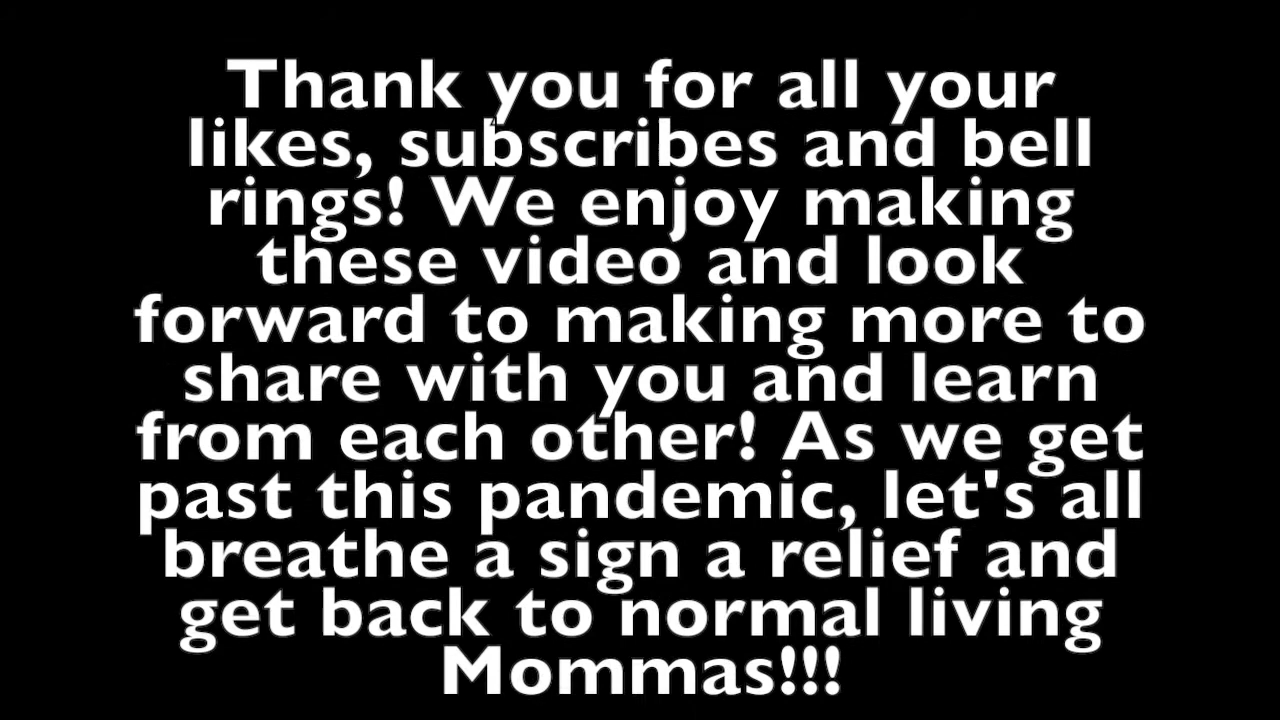 Thank you for all your
likes, subscribes and bell
rings! We enjoy making
these video and look
forward to making more to
share with you and learn
from each other! As we get
past this pandemic, let's all
breathe a sign a relief and
get back to normal living
Mommas!!!